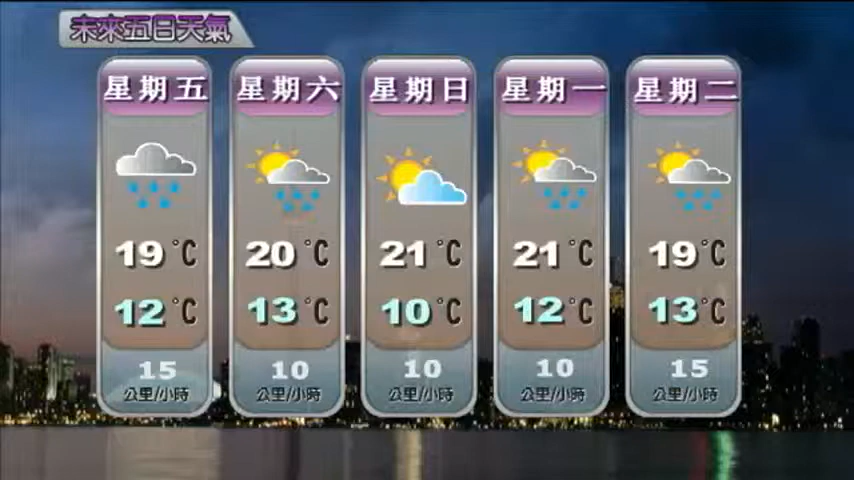 未來五日天氣
星期五
19 °C
12 °C
15
公里/小時
星期六
20 °C
13 °C
10
公里/小時
星期日
21 °C
10 °C
10
公里/小時
星期一
21 °C
12 °C
10
公里/小時
星期二
19 °C
13 °C
15
公里/小時